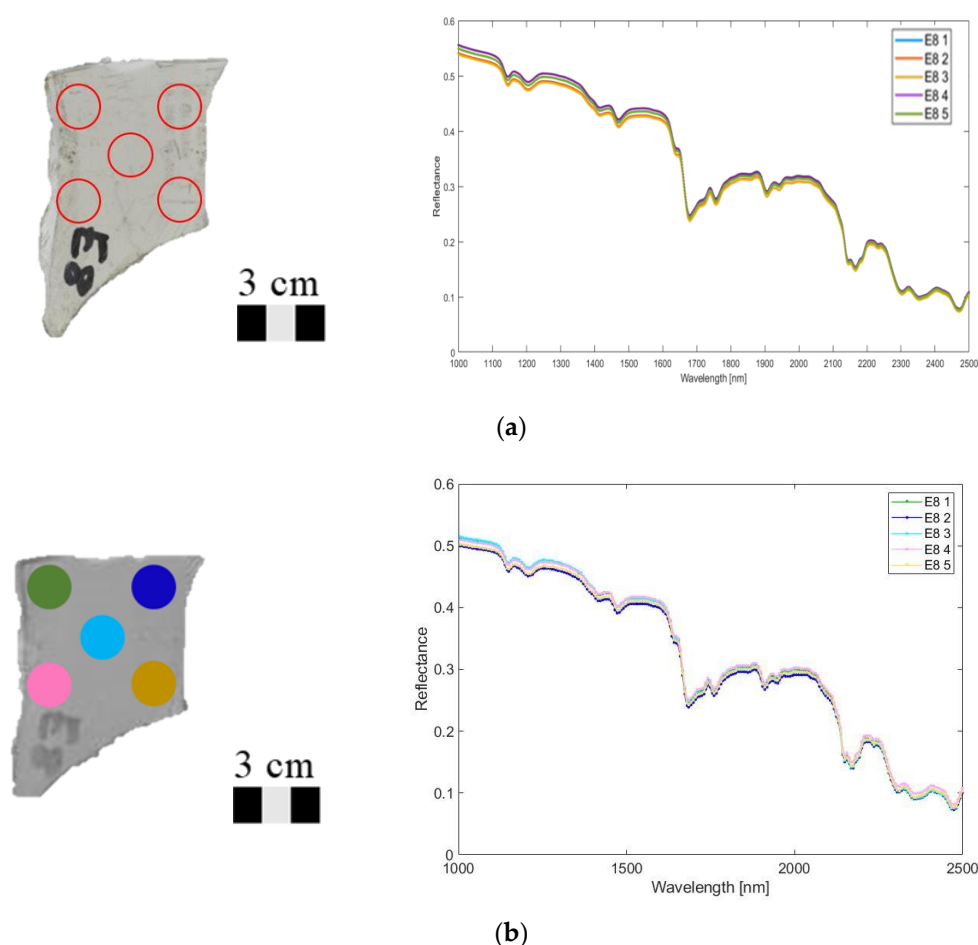 E8
3 cm
0.6
0.5
0.4
0.3
0.2
0.1
0
Reflectance
1000 1100 1200 1300 1400 1500 1600 1700 1800 1900 2000 2100 2200 2300 2400 2500
Wavelength [nm]
E8 1
E8 2
E8 3
E8 4
E8 5
(a)
E8
3 cm
0.6
0.5
0.4
0.3
0.2
0.1
0
Reflectance
1000 1500 2000 2500
Wavelength [nm]
E8 1
E8 2
E8 3
E8 4
E8 5
(b)